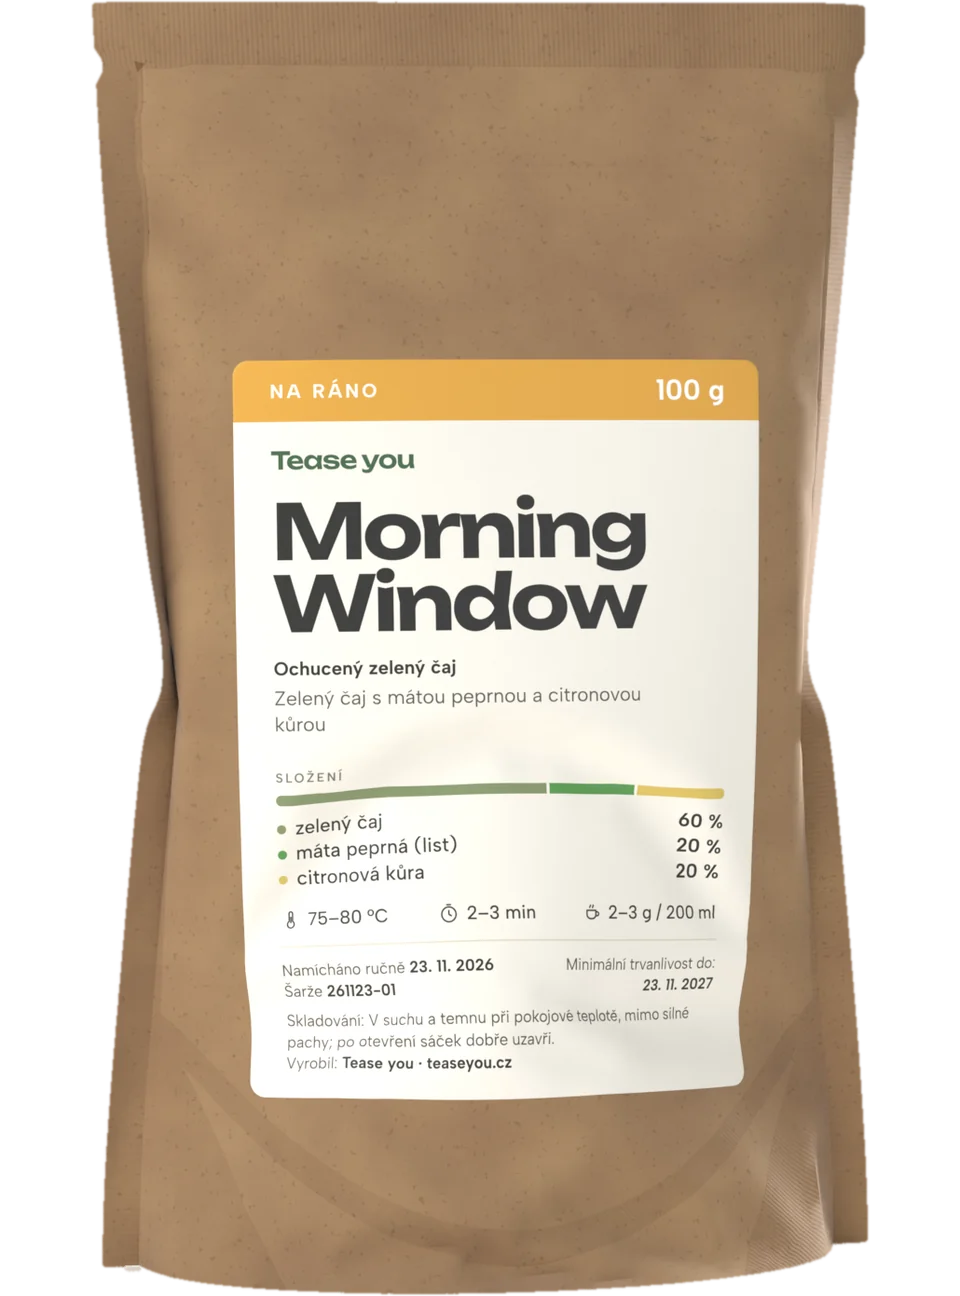 NA RÁNO 100 g
Tease you
Morning
Window
Ochucený zelený čaj
Zelený čaj s mátou peprnou a citronovou
kůrou
SLOŽENÍ
zelený čaj 60 %
máta peprná (list) 20 %
citronová kůra 20 %
75–80 °C 2–3 min 2–3 g / 200 ml
Namícháno ručně 23. 11. 2026 Minimální trvanlivost do:
Šarže 261123-01 23. 11. 2027
Skladování: V suchu a temnu při pokojové teplotě, mimo silné
pachy; po otevření sáček dobře uzavři.
Vyrobil: Tease you · teaseyou.cz